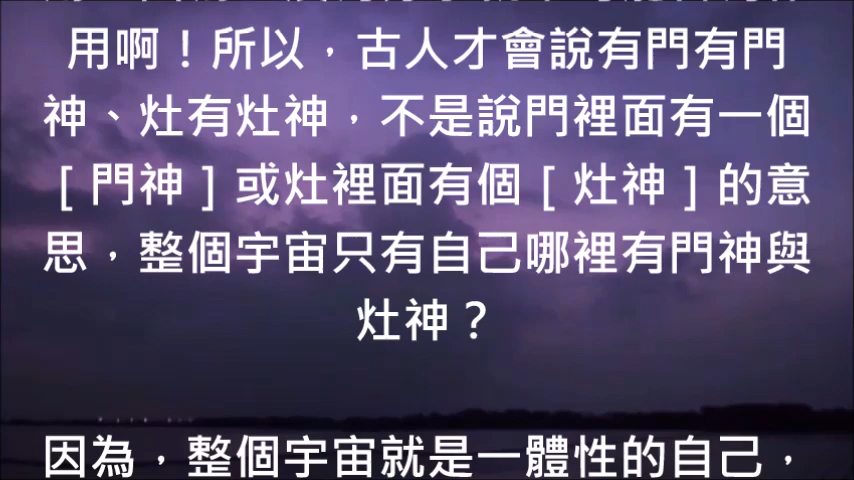 用啊！所以，古人才會說有門有門
神、灶有灶神，不是說門裡面有一個
［門神］或灶裡面有個［灶神］的意
思，整個宇宙只有自己哪裡有門神與
灶神？
因為，整個宇宙就是一體性的自己，